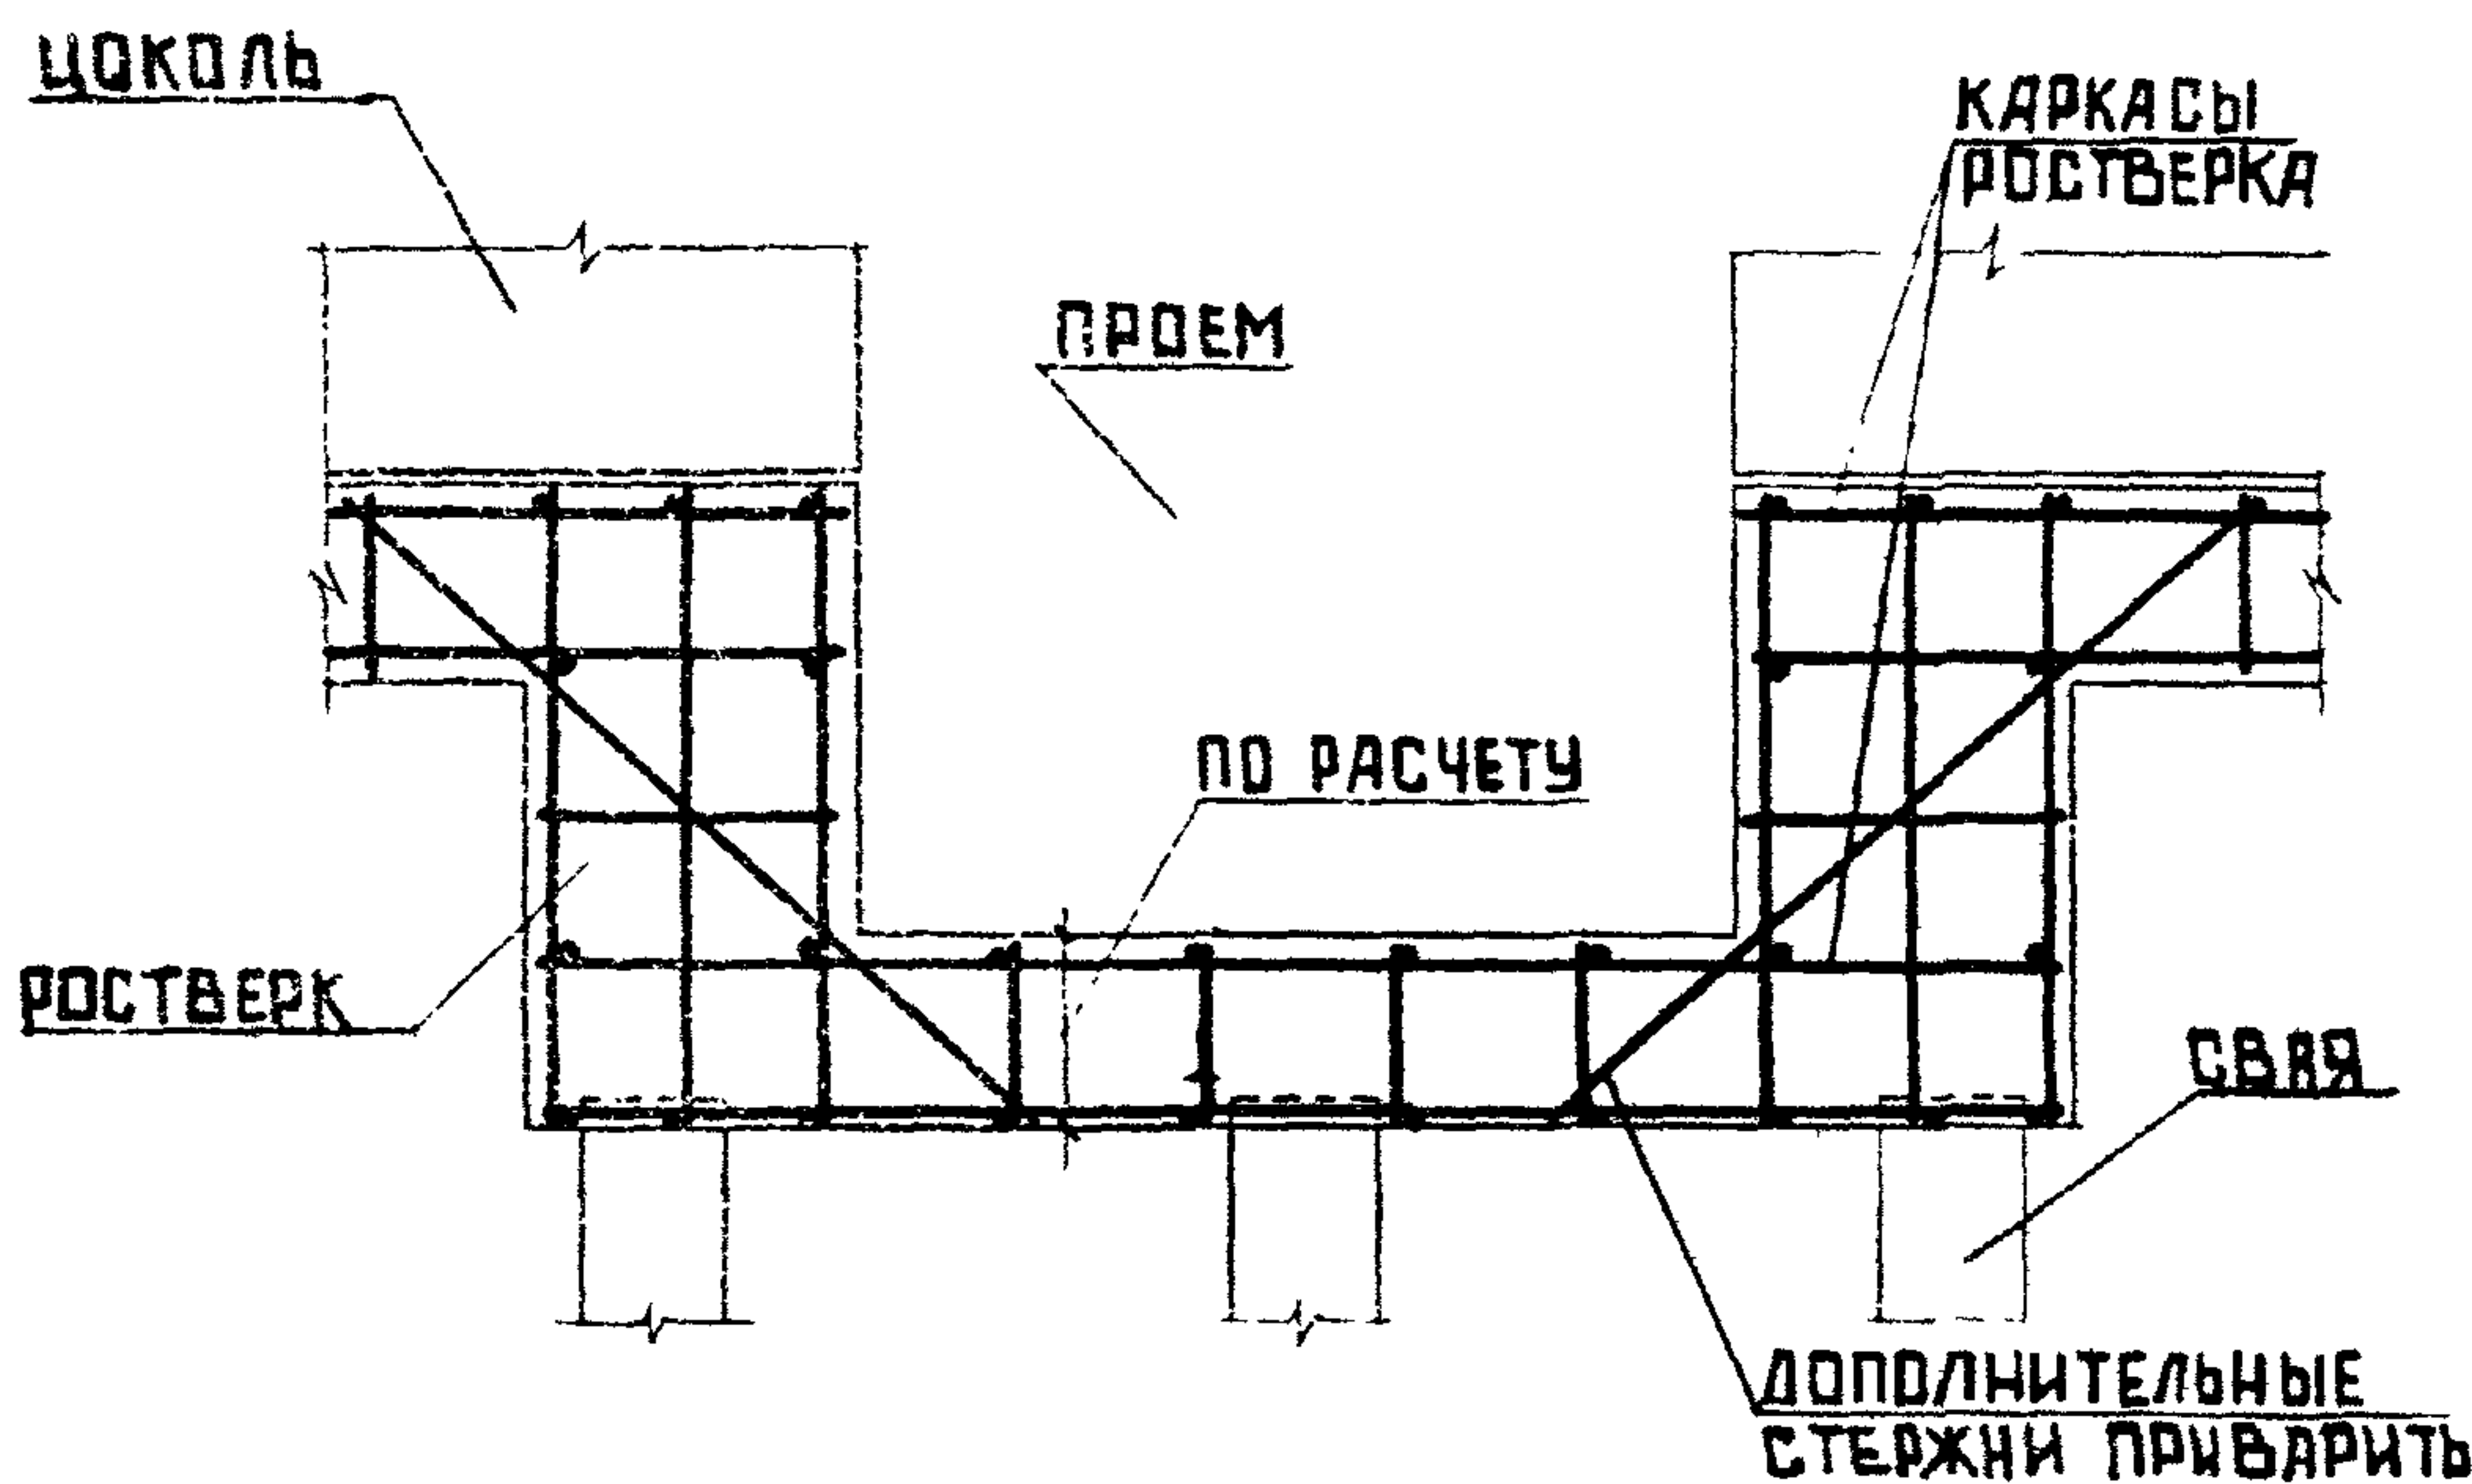 ЦОКОЛЬ
КАРКАСЫ
РОСТВЕРКА
ПРОЕМ
ПО РАСЧЕТУ
РОСТВЕРК
СВАЯ
ДОПОЛНИТЕЛЬНЫЕ
СТЕРЖНИ ПРИВАРИТЬ